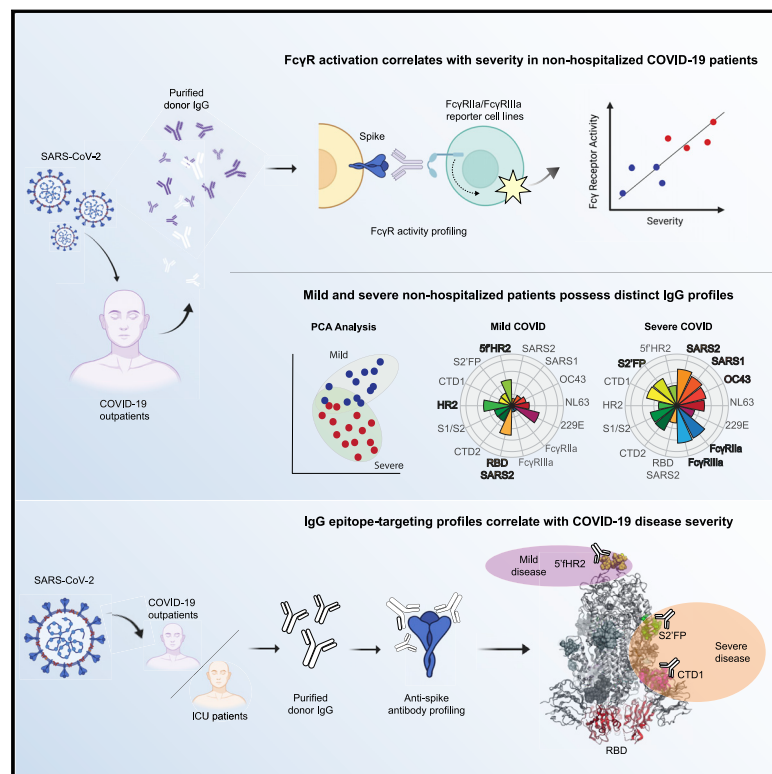 FcγR activation correlates with severity in non-hospitalized COVID-19 patients
Purified
donor IgG
SARS-CoV-2
COVID-19
outpatients
Spike
FcγRIIa/FcγRIIIa
reporter cell lines
FcγR activity profiling
Fcγ Receptor Activity
Severity
Mild and severe non-hospitalized patients possess distinct IgG profiles
PCA Analysis
Mild
Severe
Mild COVID
5'fHR2
SARS2
SARS1
OC43
NL63
229E
FcγRIIa
FcγRIIIa
RBD
SARS2
CTD2
S1/S2
HR2
CTD1
S2'FP
Severe COVID
5'fHR2
SARS2
SARS1
OC43
NL63
229E
FcγRIIa
FcγRIIIa
RBD
SARS2
CTD2
S1/S2
HR2
CTD1
S2'FP
IgG epitope-targeting profiles correlate with COVID-19 disease severity
SARS-CoV-2
COVID-19
outpatients
ICU patients
Purified
donor IgG
Anti-spike
antibody profiling
Mild
disease
5'fHR2
S2'FP
CTD1
Severe
disease
RBD